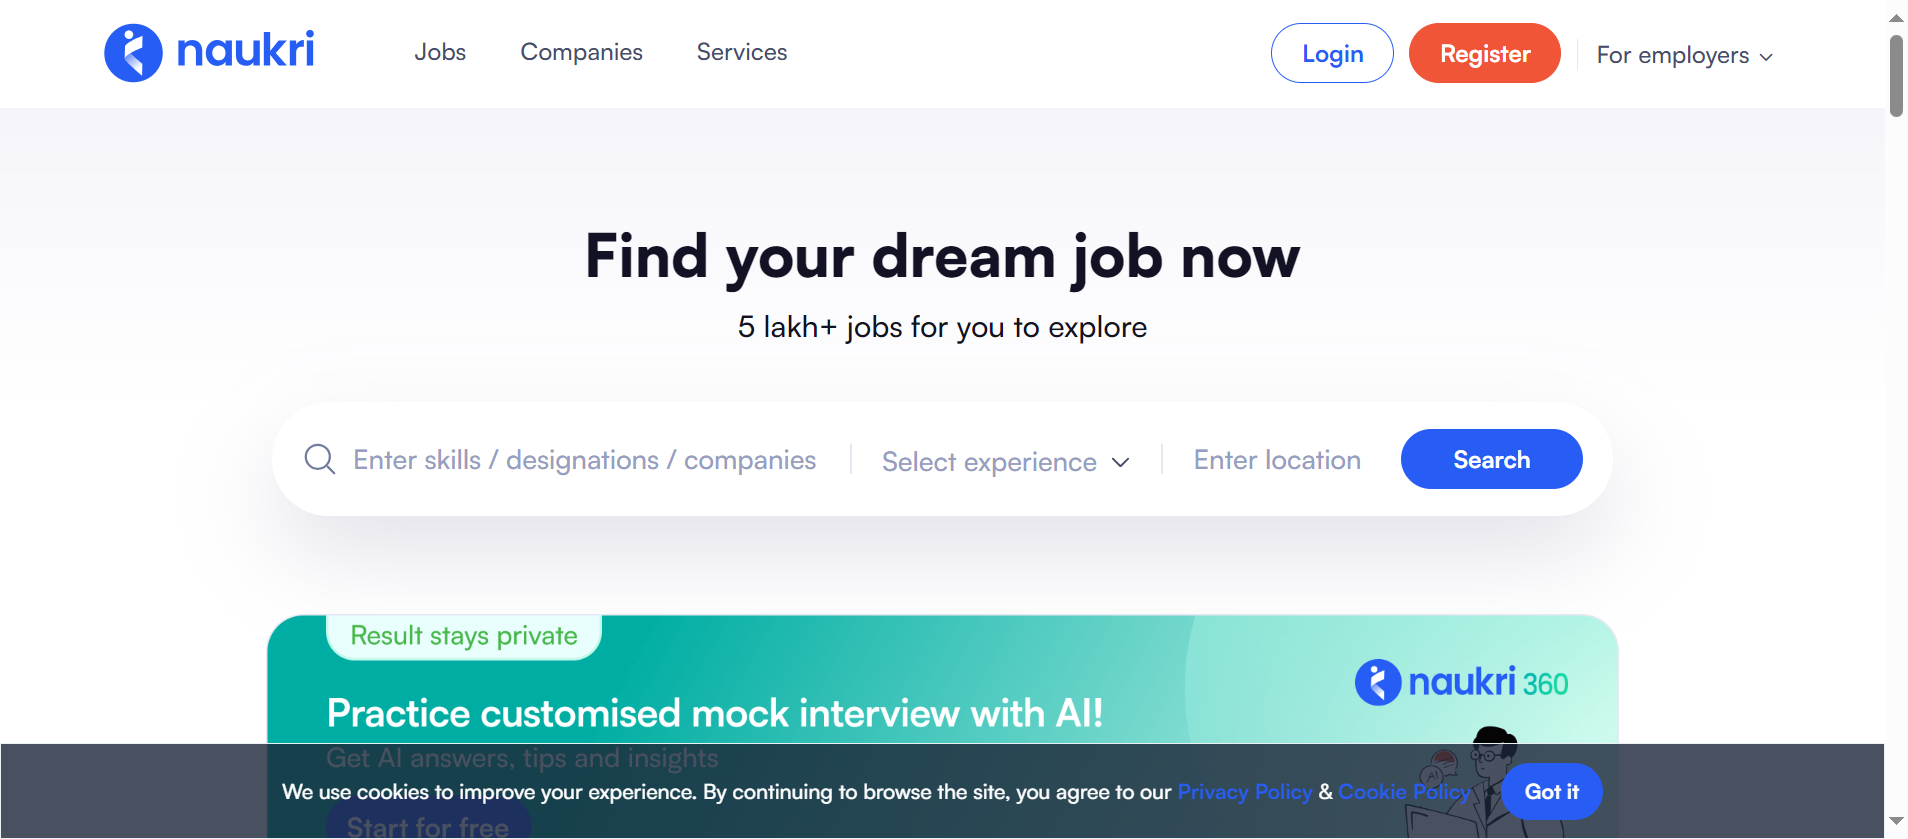 naukri
Jobs
Companies
Services
Login
Register
For employers
Find your dream job now
5 lakh+ jobs for you to explore
Enter skills / designations / companies
Select experience
Enter location
Search
Result stays private
naukri 360
Practice customised mock interview with AI!
Get AI answers, tips and insights
AI
We use cookies to improve your experience. By continuing to browse the site, you agree to our Privacy Policy & Cookie Policy
Got it
Start for free